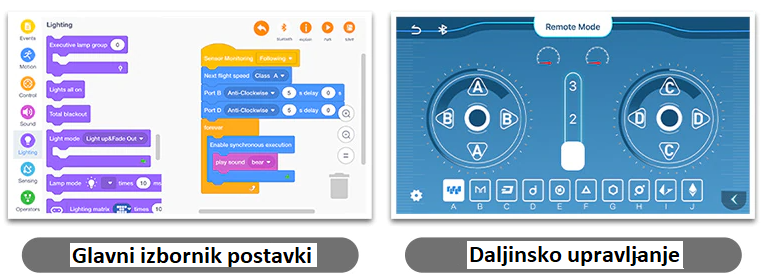 Lighting
Events
Motion
Control
Sound
Lighting
Sensing
Operators
Executive lamp group 0
Lights all on
Total blackout
Light mode Light up&Fade Out
Lamp mode times 10
Lighting matrix times 10
bluetooth
Sensor Monitoring Following
Next flight speed Class A
Port B Anti-Clockwise 5 s delay 0 s
Port D Anti-Clockwise 5 s delay 0 s
forever
Enable synchronous execution
play sound bear
Remote Mode
A
B B
A
3
2
C
D D
C
A B C D E F G H I J
Glavni izbornik postavki
Daljinsko upravljanje